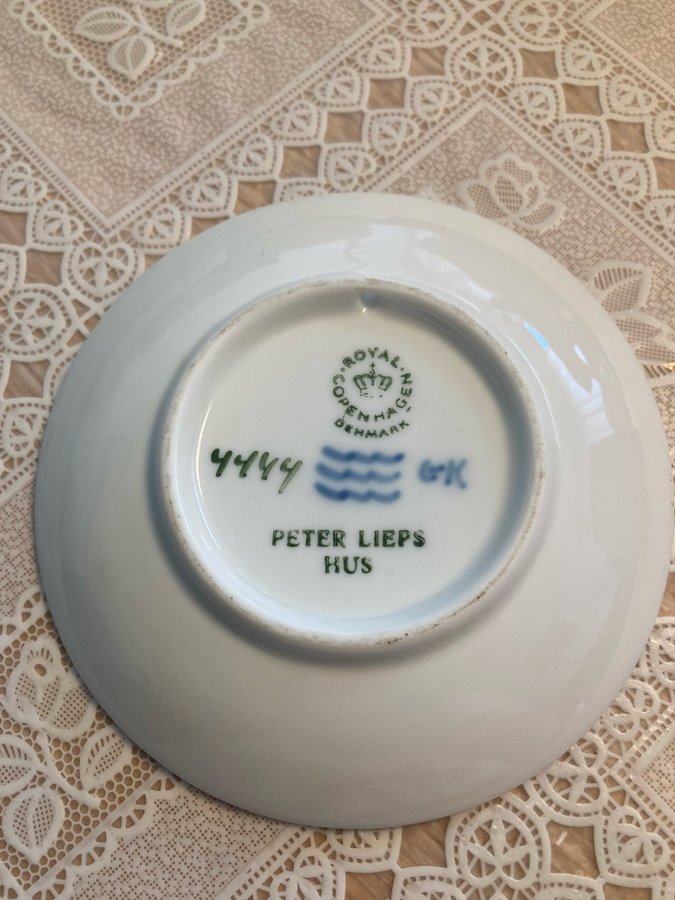 ROYAL COPENHAGEN
DENMARK
4444 GK
PETER LIEPS
HUS